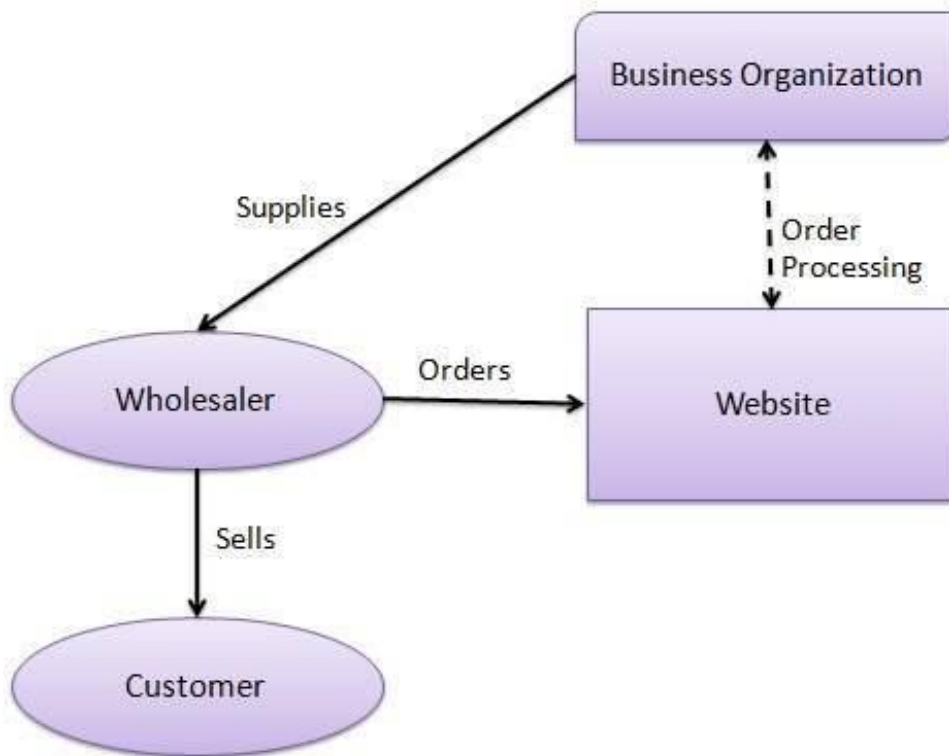 Business Organization
Supplies
Order
Processing
Wholesaler
Orders
Website
Sells
Customer